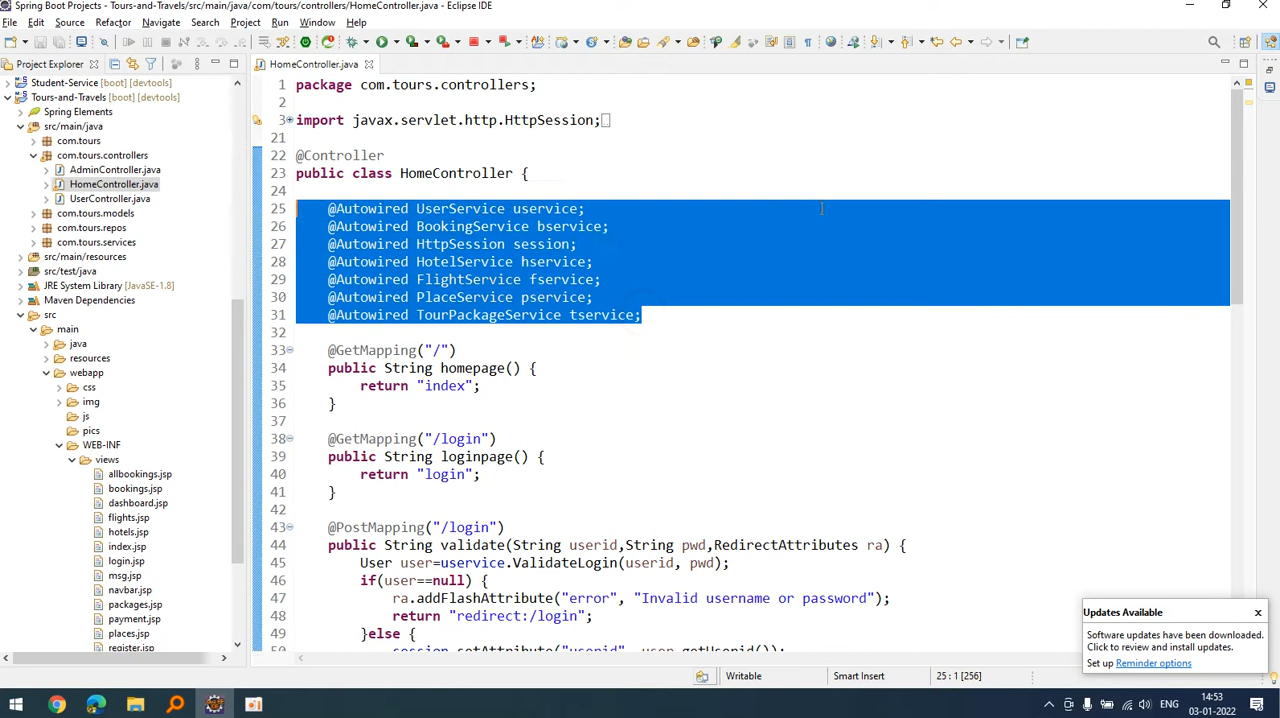 Spring Boot Projects - Tours-and-Travels/src/main/java/com/tours/controllers/HomeController.java - Eclipse IDE
File Edit Source Refactor Navigate Search Project Run Window Help
Project Explorer
Student-Service [boot] [devtools]
Tours-and-Travels [boot] [devtools]
Spring Elements
src/main/java
com.tours
com.tours.controllers
AdminController.java
HomeController.java
UserController.java
com.tours.models
com.tours.repos
com.tours.services
src/main/resources
src/test/java
JRE System Library [JavaSE-1.8]
Maven Dependencies
src
main
java
resources
webapp
css
img
js
pics
WEB-INF
views
allbookings.jsp
bookings.jsp
dashboard.jsp
flights.jsp
hotels.jsp
index.jsp
login.jsp
msg.jsp
navbar.jsp
packages.jsp
payment.jsp
places.jsp
register.jsp
HomeController.java
1 package com.tours.controllers;
2
3 import javax.servlet.http.HttpSession;
21
22 @Controller
23 public class HomeController {
24
25 @Autowired UserService uservice;
26 @Autowired BookingService bservice;
27 @Autowired HttpSession session;
28 @Autowired HotelService hservice;
29 @Autowired FlightService fservice;
30 @Autowired PlaceService pservice;
31 @Autowired TourPackageService tservice;
32
33 @GetMapping("/")
34 public String homepage() {
35 return "index";
36 }
37
38 @GetMapping("/login")
39 public String loginpage() {
40 return "login";
41 }
42
43 @PostMapping("/login")
44 public String validate(String userid,String pwd,RedirectAttributes ra) {
45 User user=uservice.ValidateLogin(userid, pwd);
46 if(user==null) {
47 ra.addFlashAttribute("error", "Invalid username or password");
48 return "redirect:/login";
49 }else {
50 session.setAttribute("userid", user.getUserid());
Updates Available
Software updates have been downloaded.
Click to review and install updates.
Set up Reminder options
Writable
Smart Insert
25 : 1 [256]
ENG
14:53
03-01-2022